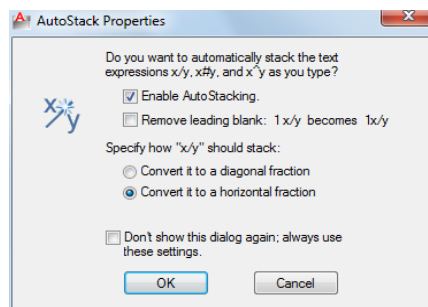 AutoStack Properties
Do you want to automatically stack the text
expressions x/y, x#y, and x^y as you type?
Enable AutoStacking.
Remove leading blank: 1 x/y becomes 1x/y
x/y
Specify how "x/y" should stack:
Convert it to a diagonal fraction
Convert it to a horizontal fraction
Don't show this dialog again; always use
these settings.
OK Cancel